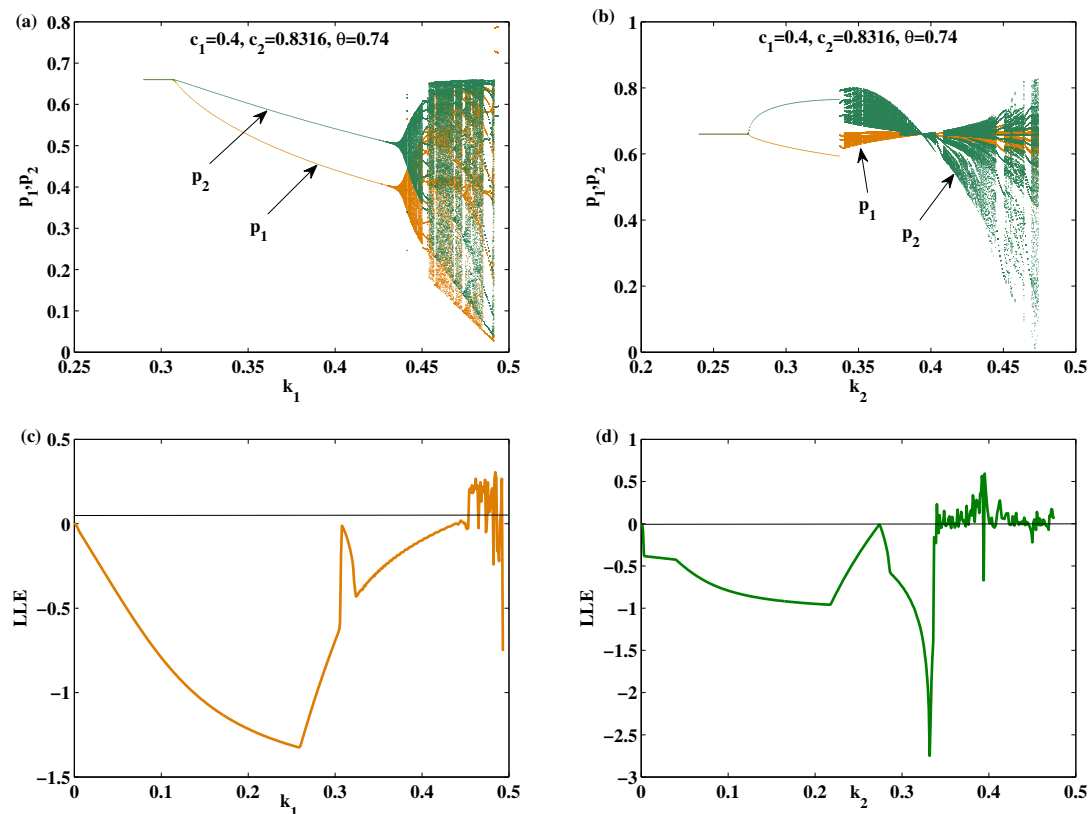 (a)
c1=0.4, c2=0.8316, θ=0.74
0.8
0.7
0.6
0.5
0.4
0.3
0.2
0.1
0
p1,p2
p2
p1
0.25 0.3 0.35 0.4 0.45 0.5
k1
(b)
c1=0.4, c2=0.8316, θ=0.74
1
0.8
0.6
0.4
0.2
0
p1,p2
p1
p2
0.2 0.25 0.3 0.35 0.4 0.45 0.5
k2
(c)
0.5
0
−0.5
−1
−1.5
LLE
0 0.1 0.2 0.3 0.4 0.5
k1
(d)
1
0.5
0
−0.5
−1
−1.5
−2
−2.5
−3
LLE
0 0.1 0.2 0.3 0.4 0.5
k2